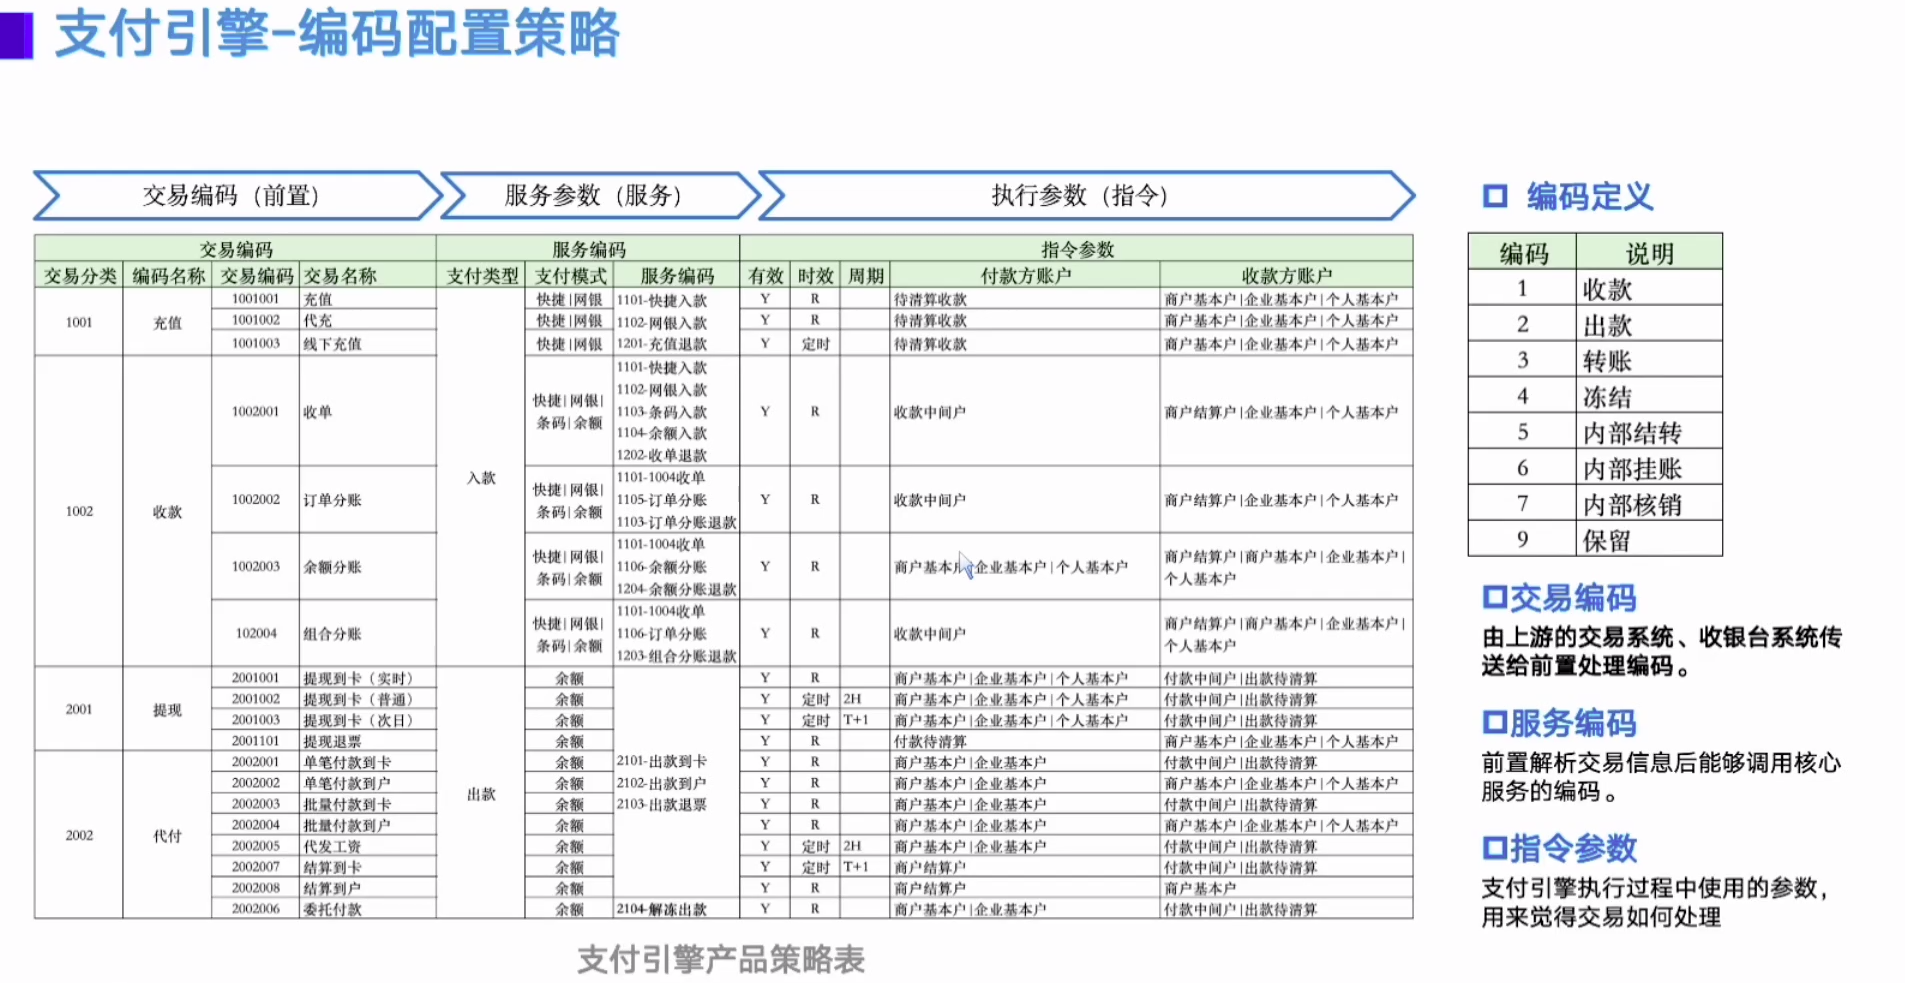 支付引擎-编码配置策略
交易编码（前置）
服务参数（服务）
执行参数（指令）
交易编码 服务编码 指令参数
交易分类 编码名称 交易编码 交易名称 支付类型 支付模式 服务编码 有效 时效 周期 付款方账户 收款方账户
1001 充值
1001001 充值 快捷|网银 Y R 待清算收款 商户基本户|企业基本户|个人基本户
1001002 代充 快捷|网银 Y R 待清算收款 商户基本户|企业基本户|个人基本户
1001003 线下充值 快捷|网银 Y 定时 待清算收款 商户基本户|企业基本户|个人基本户
1101-快捷入款
1102-网银入款
1201-充值退款
入款
1002 收款
1002001 收单
快捷|网银|
条码|余额
1101-快捷入款
1102-网银入款
1103-条码入款
1104-余额入款
1202-收单退款
Y R 收款中间户 商户结算户|企业基本户|个人基本户
1002002 订单分账
快捷|网银|
条码|余额
1101-1004收单
1105-订单分账
1103-订单分账退款
Y R 收款中间户 商户结算户|企业基本户|个人基本户
1002003 余额分账
快捷|网银|
条码|余额
1101-1004收单
1106-余额分账
1204-余额分账退款
Y R 商户基本户|企业基本户|个人基本户
商户结算户|商户基本户|企业基本户|
个人基本户
102004 组合分账
快捷|网银|
条码|余额
1101-1004收单
1106-订单分账
1203-组合分账退款
Y R 收款中间户
商户结算户|商户基本户|企业基本户|
个人基本户
2001 提现
2001001 提现到卡（实时） 余额 Y R 商户基本户|企业基本户|个人基本户 付款中间户|出款待清算
2001002 提现到卡（普通） 余额 Y 定时 2H 商户基本户|企业基本户|个人基本户 付款中间户|出款待清算
2001003 提现到卡（次日） 余额 Y 定时 T+1 商户基本户|企业基本户|个人基本户 付款中间户|出款待清算
2001101 提现退票 余额 Y R 付款待清算 商户基本户|企业基本户|个人基本户
出款
2101-出款到卡
2102-出款到户
2103-出款退票
2002 代付
2002001 单笔付款到卡 余额 Y R 商户基本户|企业基本户 付款中间户|出款待清算
2002002 单笔付款到户 余额 Y R 商户基本户|企业基本户 商户基本户|企业基本户|个人基本户
2002003 批量付款到卡 余额 Y R 商户基本户|企业基本户 付款中间户|出款待清算
2002004 批量付款到户 余额 Y R 商户基本户|企业基本户 商户基本户|企业基本户|个人基本户
2002005 代发工资 余额 Y 定时 2H 商户基本户|企业基本户 付款中间户|出款待清算
2002007 结算到卡 余额 Y 定时 T+1 商户结算户 付款中间户|出款待清算
2002008 结算到户 余额 Y R 商户结算户 商户基本户
2002006 委托付款 余额 2104-解冻出款 Y R 商户基本户|企业基本户 付款中间户|出款待清算
支付引擎产品策略表
编码定义
编码 说明
1 收款
2 出款
3 转账
4 冻结
5 内部结转
6 内部挂账
7 内部核销
9 保留
交易编码
由上游的交易系统、收银台系统传
送给前置处理编码。
服务编码
前置解析交易信息后能够调用核心
服务的编码。
指令参数
支付引擎执行过程中使用的参数，
用来觉得交易如何处理